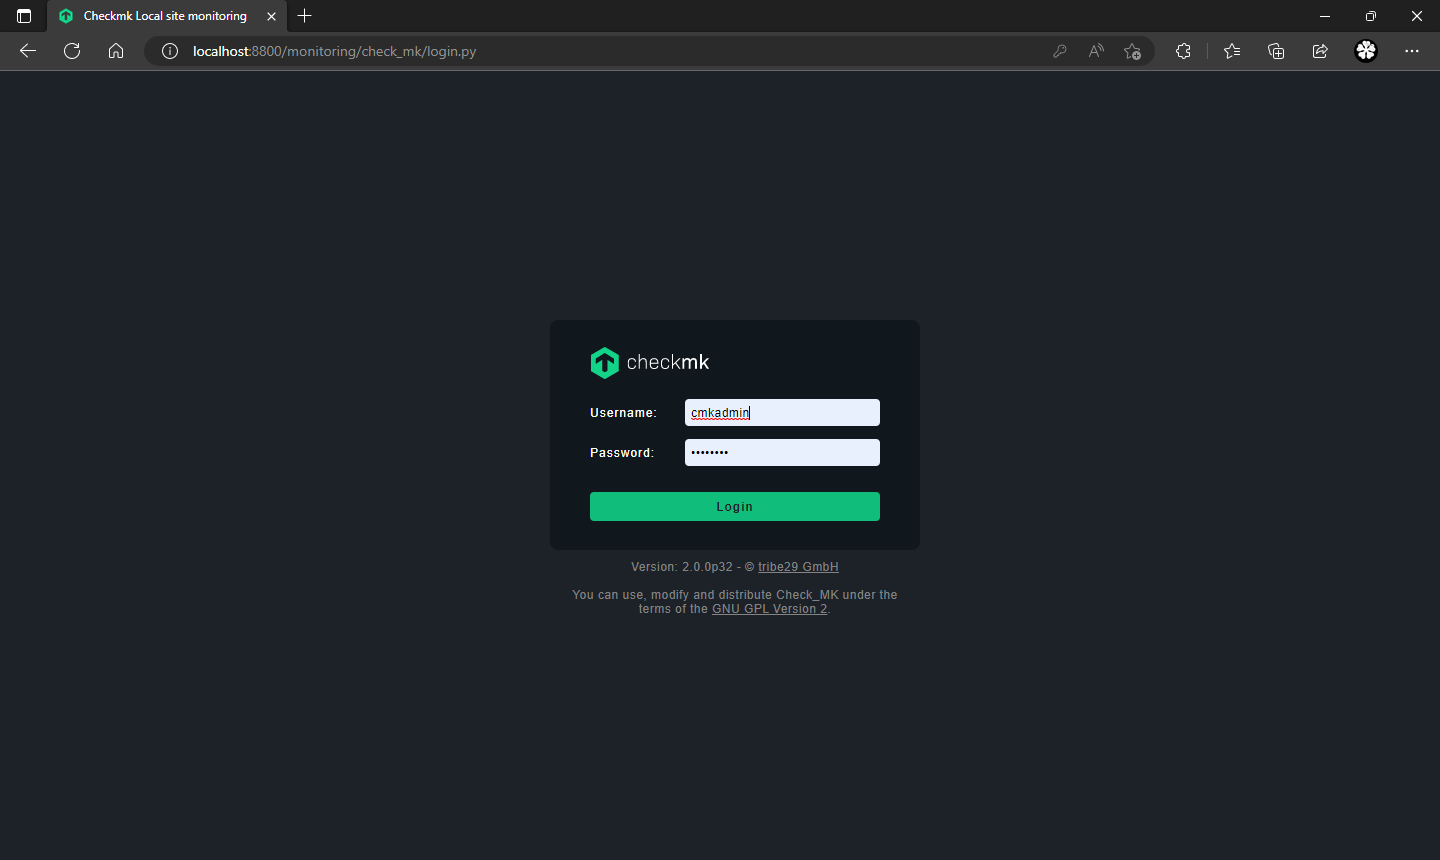 Checkmk Local site monitoring
localhost:8800/monitoring/check_mk/login.py
checkmk
Username: cmkadmin
Password: ••••••••
Login
Version: 2.0.0p32 - © tribe29 GmbH
You can use, modify and distribute Check_MK under the
terms of the GNU GPL Version 2.